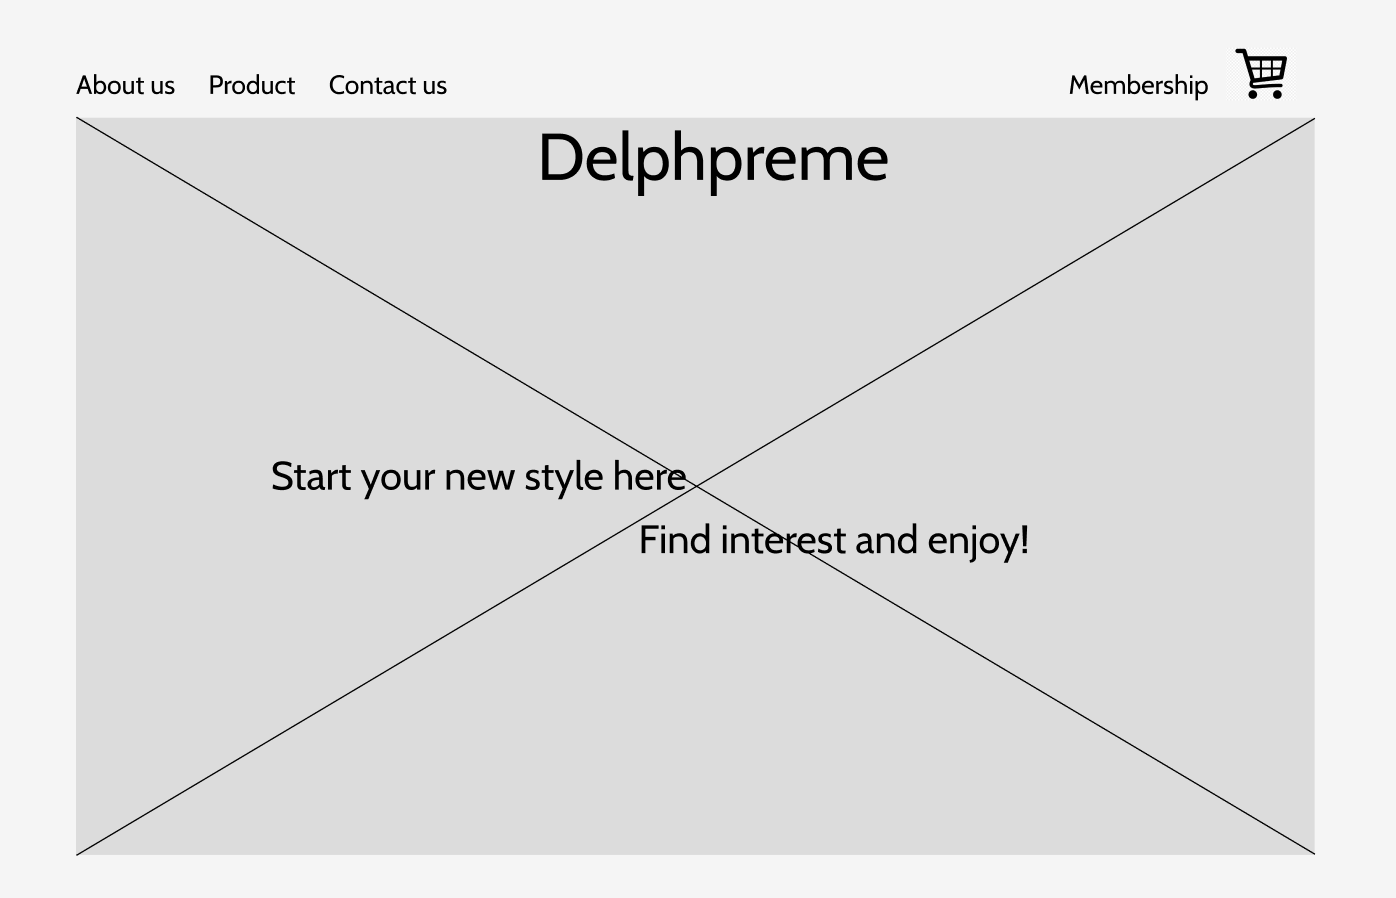 About us Product Contact us Membership
Delphpreme
Start your new style here
Find interest and enjoy!